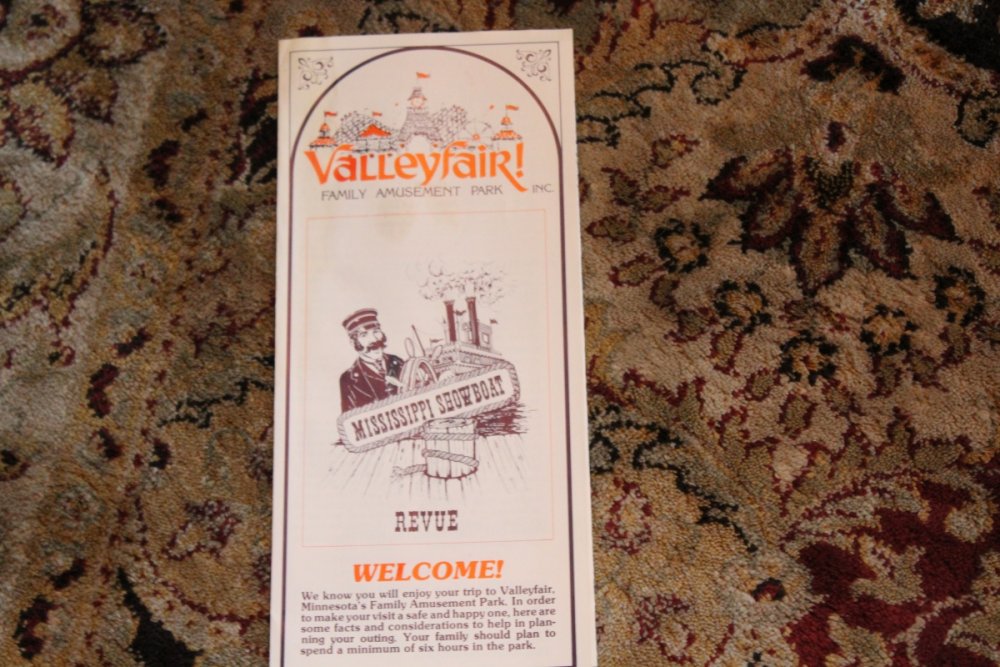 Valleyfair!
FAMILY AMUSEMENT PARK INC.
MISSISSIPPI SHOWBOAT
REVUE
WELCOME!
We know you will enjoy your trip to Valleyfair,
Minnesota's Family Amusement Park. In order
to make your visit a safe and happy one, here are
some facts and considerations to help in plan-
ning your outing. Your family should plan to
spend a minimum of six hours in the park.